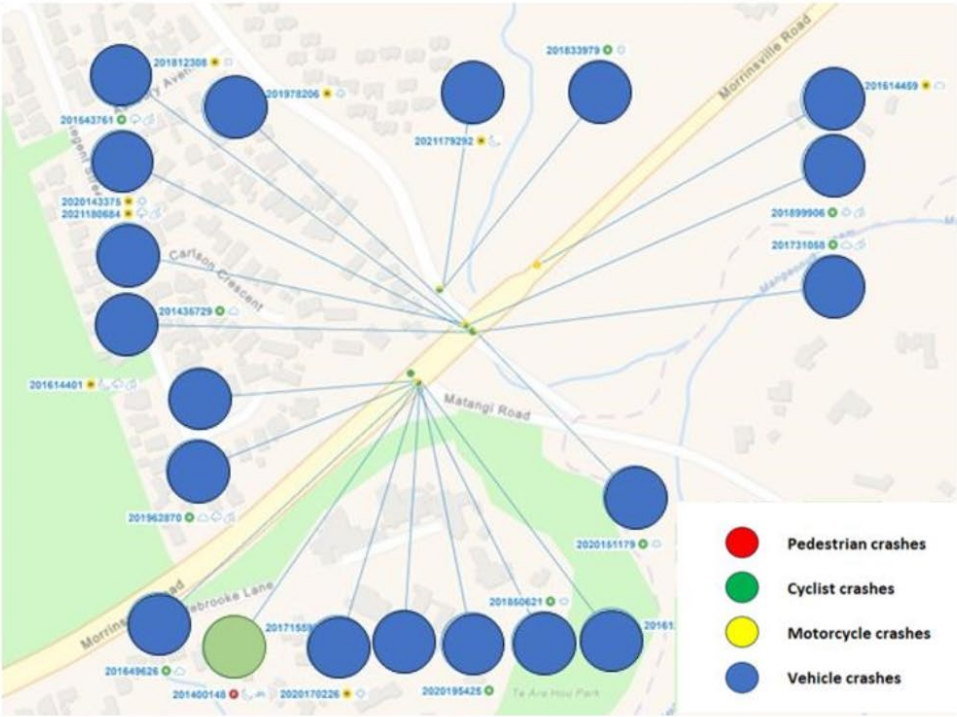 201833979
Morrinsville Road
201812308
201978206
201614459
201543761
2021179292
2020143375
2021180684
201899906
201731058
Carlson Crescent
201435729
201614401
Matangi Road
201962870
2020151179
Pedestrian crashes
Cyclist crashes
Motorcycle crashes
Vehicle crashes
201850621
201649626
201400148
2020170226
2020195425
Te Ara Hou Park